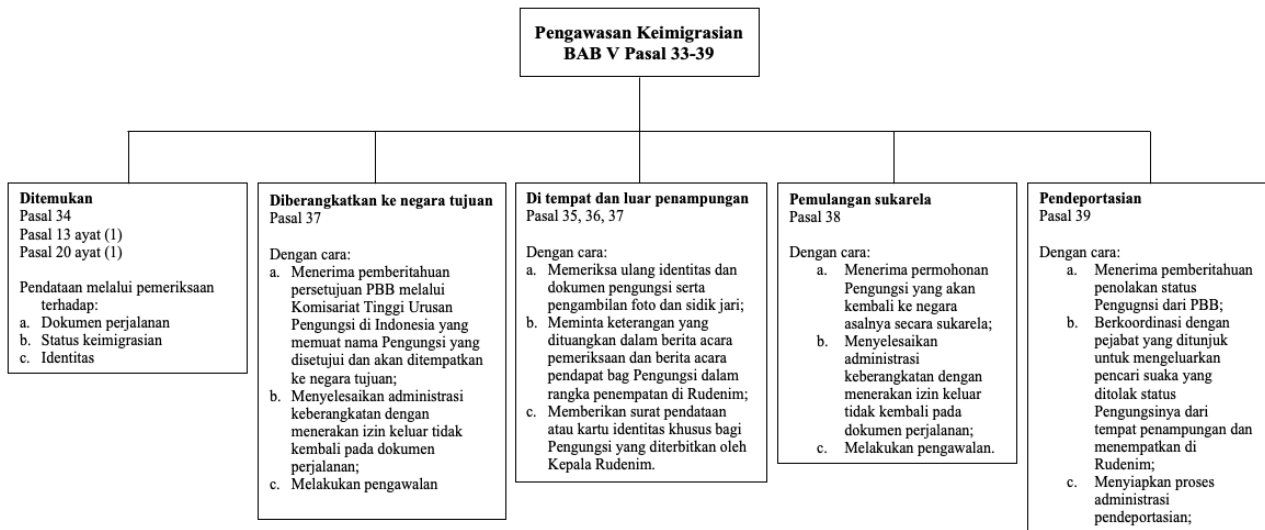 Pengawasan Keimigrasian
BAB V Pasal 33-39
Ditemukan
Pasal 34
Pasal 13 ayat (1)
Pasal 20 ayat (1)
Pendataan melalui pemeriksaan
terhadap:
a. Dokumen perjalanan
b. Status keimigrasian
c. Identitas
Diberangkatkan ke negara tujuan
Pasal 37
Dengan cara:
a. Menerima pemberitahuan
persetujuan PBB melalui
Komisariat Tinggi Urusan
Pengungsi di Indonesia yang
memuat nama Pengungsi yang
disetujui dan akan ditempatkan
ke negara tujuan;
b. Menyelesaikan administrasi
keberangkatan dengan
menerakan izin keluar tidak
kembali pada dokumen
perjalanan;
c. Melakukan pengawalan
Di tempat dan luar penampungan
Pasal 35, 36, 37
Dengan cara:
a. Memeriksa ulang identitas dan
dokumen pengungsi serta
pengambilan foto dan sidik jari;
b. Meminta keterangan yang
dituangkan dalam berita acara
pemeriksaan dan berita acara
pendapat bag Pengungsi dalam
rangka penempatan di Rudenim;
c. Memberikan surat pendataan
atau kartu identitas khusus bagi
Pengungsi yang diterbitkan oleh
Kepala Rudenim.
Pemulangan sukarela
Pasal 38
Dengan cara:
a. Menerima permohonan
Pengungsi yang akan
kembali ke negara
asalnya secara sukarela;
b. Menyelesaikan
administrasi
keberangkatan dengan
menerakan izin keluar
tidak kembali pada
dokumen perjalanan;
c. Melakukan pengawalan.
Pendeportasian
Pasal 39
Dengan cara:
a. Menerima pemberitahuan
penolakan status
Pengugnsi dari PBB;
b. Berkoordinasi dengan
pejabat yang ditunjuk
untuk mengeluarkan
pencari suaka yang
ditolak status
Pengungsinya dari
tempat penampungan dan
menempatkan di
Rudenim;
c. Menyiapkan proses
administrasi
pendeportasian;